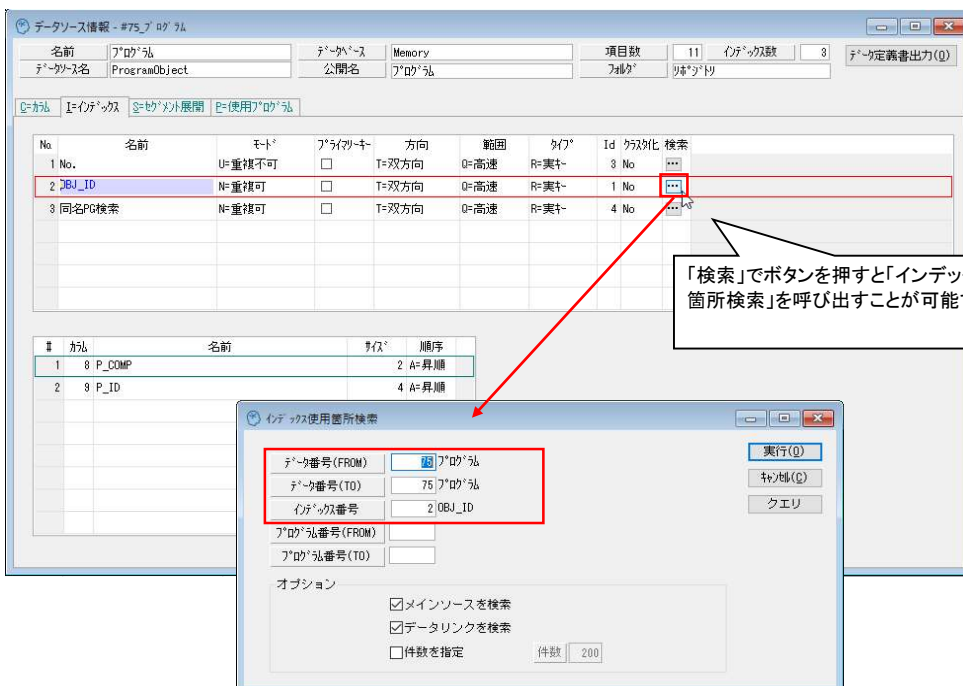 データソース情報 - #75_ﾌﾟﾛｸﾞﾗﾑ
名前 ﾌﾟﾛｸﾞﾗﾑ ﾃﾞｰﾀﾍﾞｰｽ Memory 項目数 11 ｲﾝﾃﾞｯｸｽ数 3 ﾃﾞｰﾀ定義書出力(O)
ﾃﾞｰﾀｿｰｽ名 ProgramObject 公開名 ﾌﾟﾛｸﾞﾗﾑ ﾌｫﾙﾀﾞ ﾘﾎﾟｼﾞﾄﾘ
C=ｶﾗﾑ I=ｲﾝﾃﾞｯｸｽ S=ｾｸﾞﾒﾝﾄ展開 P=使用ﾌﾟﾛｸﾞﾗﾑ
No. 名前 ﾓｰﾄﾞ ﾌﾟﾗｲﾏﾘｰｷｰ 方向 範囲 ﾀｲﾌﾟ Id ｸﾗｽﾀ化 検索
1 No. U=重複不可 T=双方向 Q=高速 R=実ｷｰ 3 No ...
2 OBJ_ID N=重複可 T=双方向 Q=高速 R=実ｷｰ 1 No ...
3 同名PG検索 N=重複可 T=双方向 Q=高速 R=実ｷｰ 4 No ...
「検索」でボタンを押すと「インデッ
箇所検索」を呼び出すことが可能
# ｶﾗﾑ 名前 ｻｲｽﾞ 順序
1 8 P_COMP 2 A=昇順
2 9 P_ID 4 A=昇順
ｲﾝﾃﾞｯｸｽ使用箇所検索
ﾃﾞｰﾀ番号(FROM) 75 ﾌﾟﾛｸﾞﾗﾑ 実行(O)
ﾃﾞｰﾀ番号(TO) 75 ﾌﾟﾛｸﾞﾗﾑ ｷｬﾝｾﾙ(C)
ｲﾝﾃﾞｯｸｽ番号 2 OBJ_ID クエリ
ﾌﾟﾛｸﾞﾗﾑ番号(FROM)
ﾌﾟﾛｸﾞﾗﾑ番号(TO)
オプション
メインソースを検索
データリンクを検索
件数を指定 件数 200